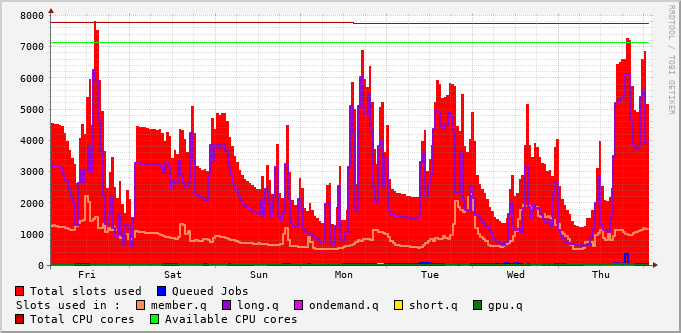 8000
7000
6000
5000
4000
3000
2000
1000
0
Fri Sat Sun Mon Tue Wed Thu
RRDTOOL / TOBI OETIKER
Total slots used Queued Jobs
Slots used in : member.q long.q ondemand.q short.q gpu.q
Total CPU cores Available CPU cores